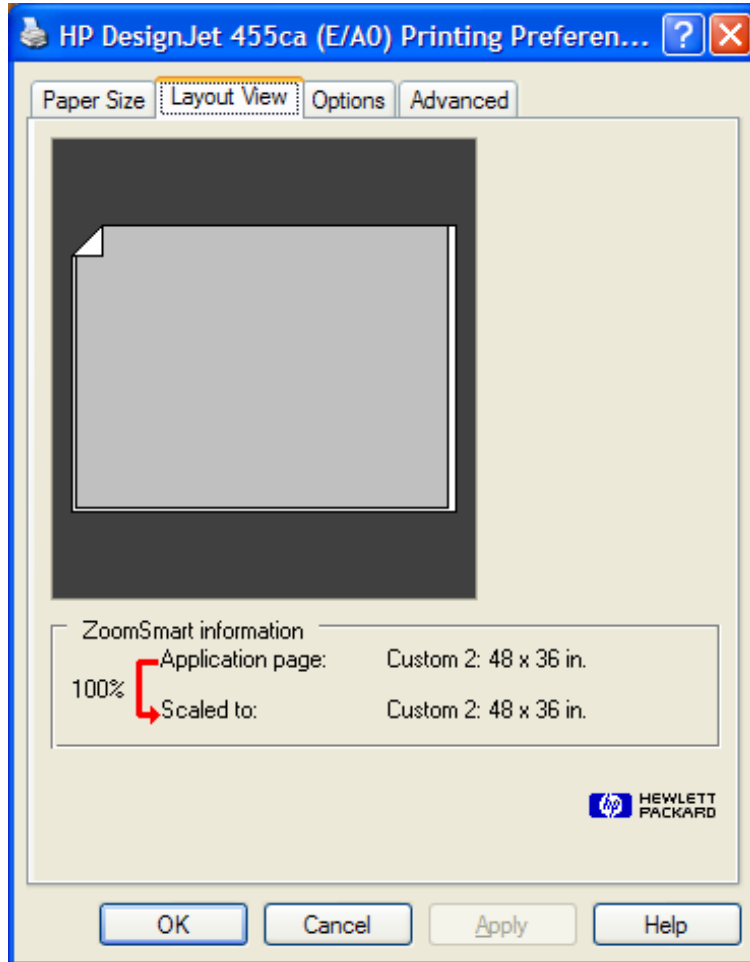 HP DesignJet 455ca (E/A0) Printing Preferen... ?
Paper Size Layout View Options Advanced
ZoomSmart information
Application page: Custom 2: 48 x 36 in.
100%
Scaled to: Custom 2: 48 x 36 in.
hp HEWLETT
PACKARD
OK Cancel Apply Help